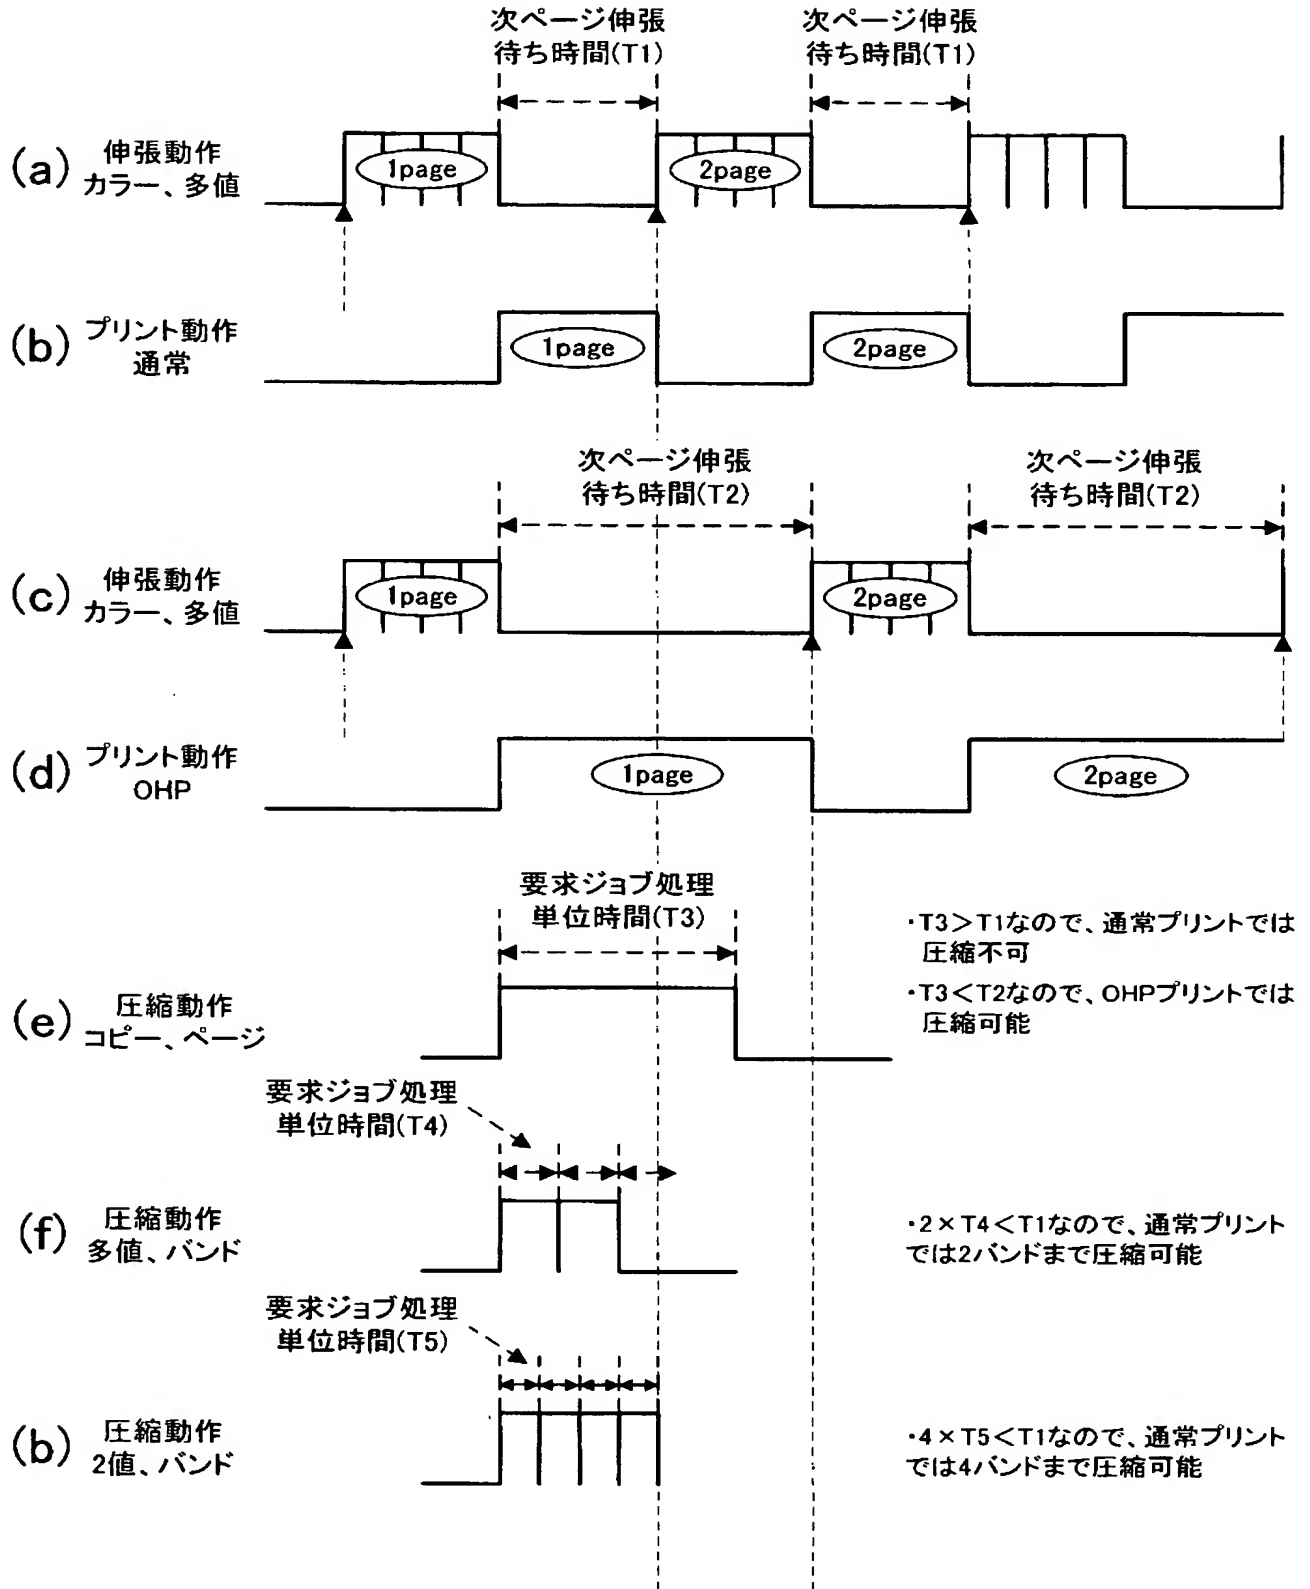 次ページ伸張
待ち時間(T1)
次ページ伸張
待ち時間(T1)
(a)
伸張動作
カラー、多値
1page
2page
(b)
プリント動作
通常
1page
2page
次ページ伸張
待ち時間(T2)
次ページ伸張
待ち時間(T2)
(c)
伸張動作
カラー、多値
1page
2page
(d)
プリント動作
OHP
1page
2page
要求ジョブ処理
単位時間(T3)
(e)
圧縮動作
コピー、ページ
・T3>T1なので、通常プリントでは
圧縮不可
・T3<T2なので、OHPプリントでは
圧縮可能
要求ジョブ処理
単位時間(T4)
(f)
圧縮動作
多値、バンド
・2×T4<T1なので、通常プリント
では2バンドまで圧縮可能
要求ジョブ処理
単位時間(T5)
(b)
圧縮動作
2値、バンド
・4×T5<T1なので、通常プリント
では4バンドまで圧縮可能